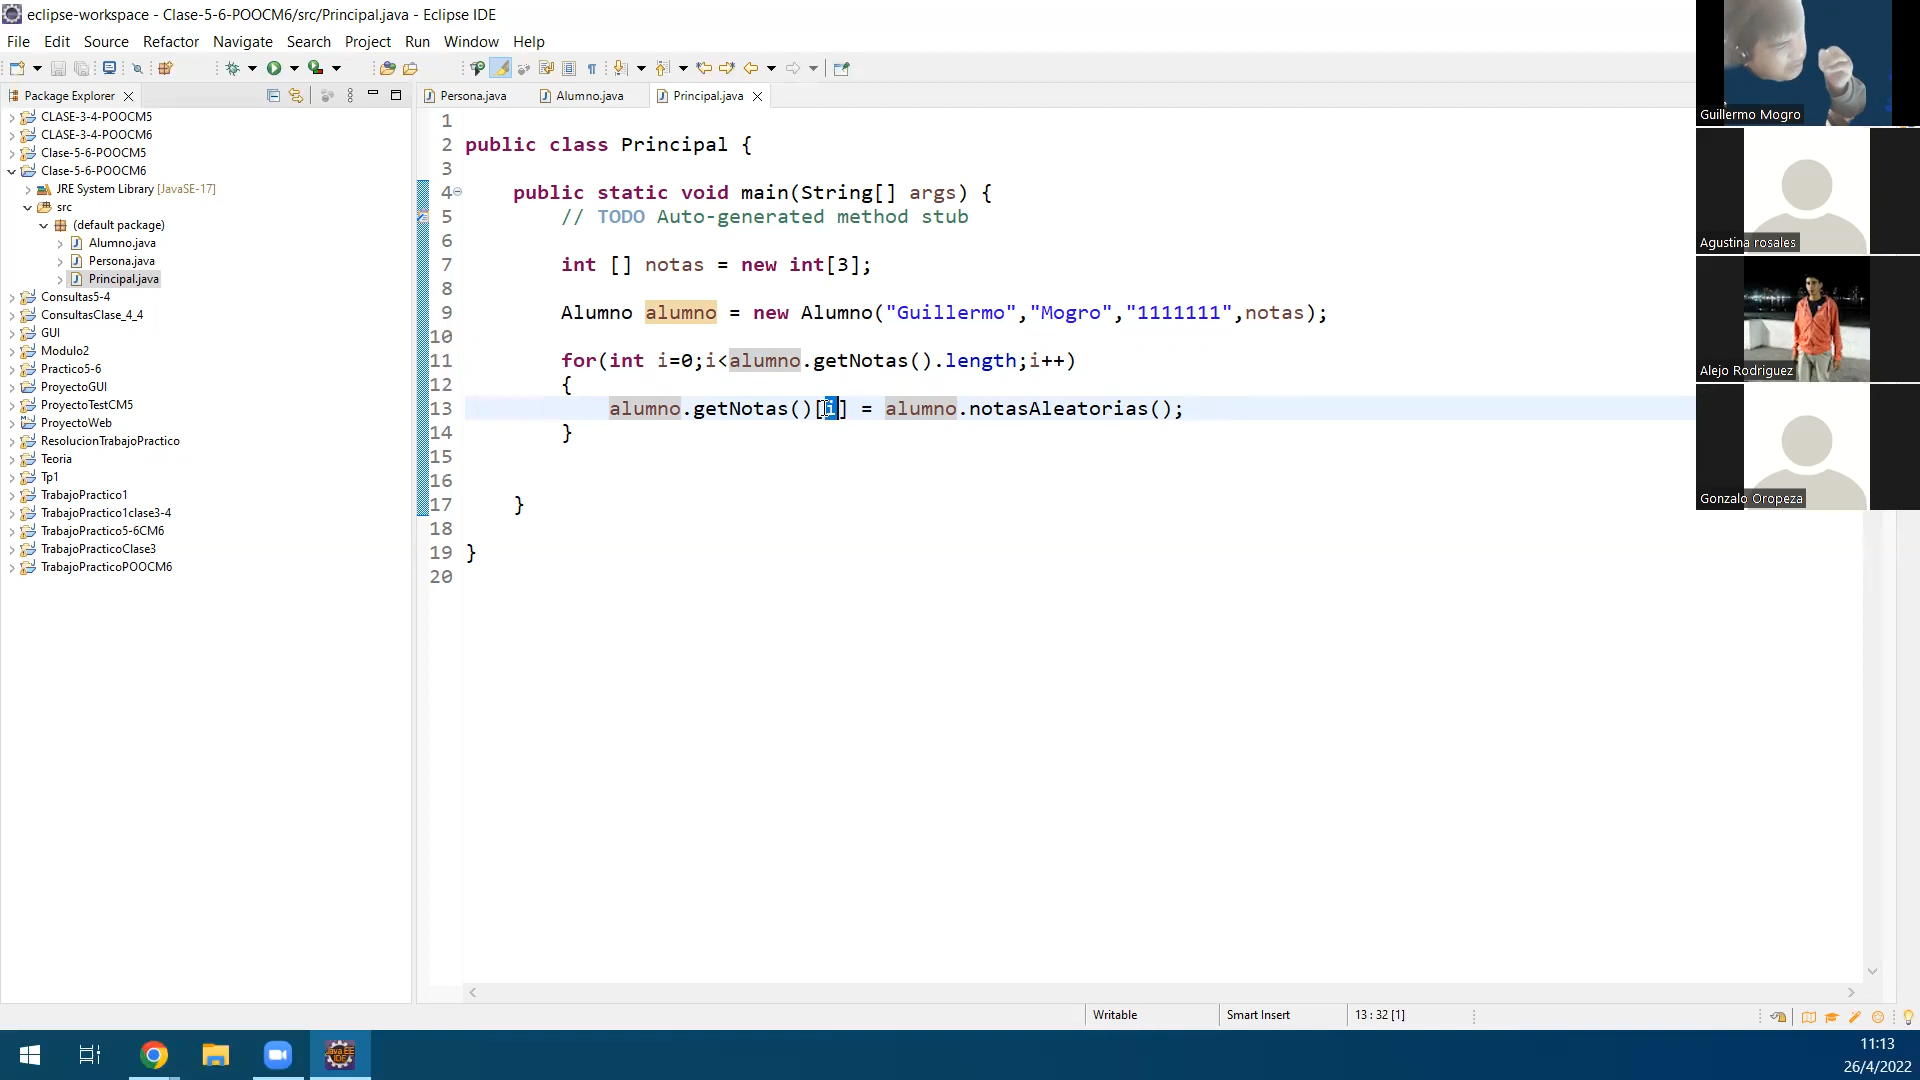 eclipse-workspace - Clase-5-6-POOCM6/src/Principal.java - Eclipse IDE
File Edit Source Refactor Navigate Search Project Run Window Help
Package Explorer
Persona.java Alumno.java Principal.java
CLASE-3-4-POOCM5
CLASE-3-4-POOCM6
Clase-5-6-POOCM5
Clase-5-6-POOCM6
JRE System Library [JavaSE-17]
src
(default package)
Alumno.java
Persona.java
Principal.java
Consultas5-4
ConsultasClase_4_4
GUI
Modulo2
Practico5-6
ProyectoGUI
ProyectoTestCM5
ProyectoWeb
ResolucionTrabajoPractico
Teoria
Tp1
TrabajoPractico1
TrabajoPractico1clase3-4
TrabajoPractico5-6CM6
TrabajoPracticoClase3
TrabajoPracticoPOOCM6
1
2 public class Principal {
3
4 public static void main(String[] args) {
5 // TODO Auto-generated method stub
6
7 int [] notas = new int[3];
8
9 Alumno alumno = new Alumno("Guillermo","Mogro","1111111",notas);
10
11 for(int i=0;i<alumno.getNotas().length;i++)
12 {
13 alumno.getNotas()[i] = alumno.notasAleatorias();
14 }
15
16
17 }
18
19 }
20
Guillermo Mogro
Agustina rosales
Alejo Rodriguez
Gonzalo Oropeza
Writable Smart Insert 13 : 32 [1]
Java EE
IDE
11:13
26/4/2022